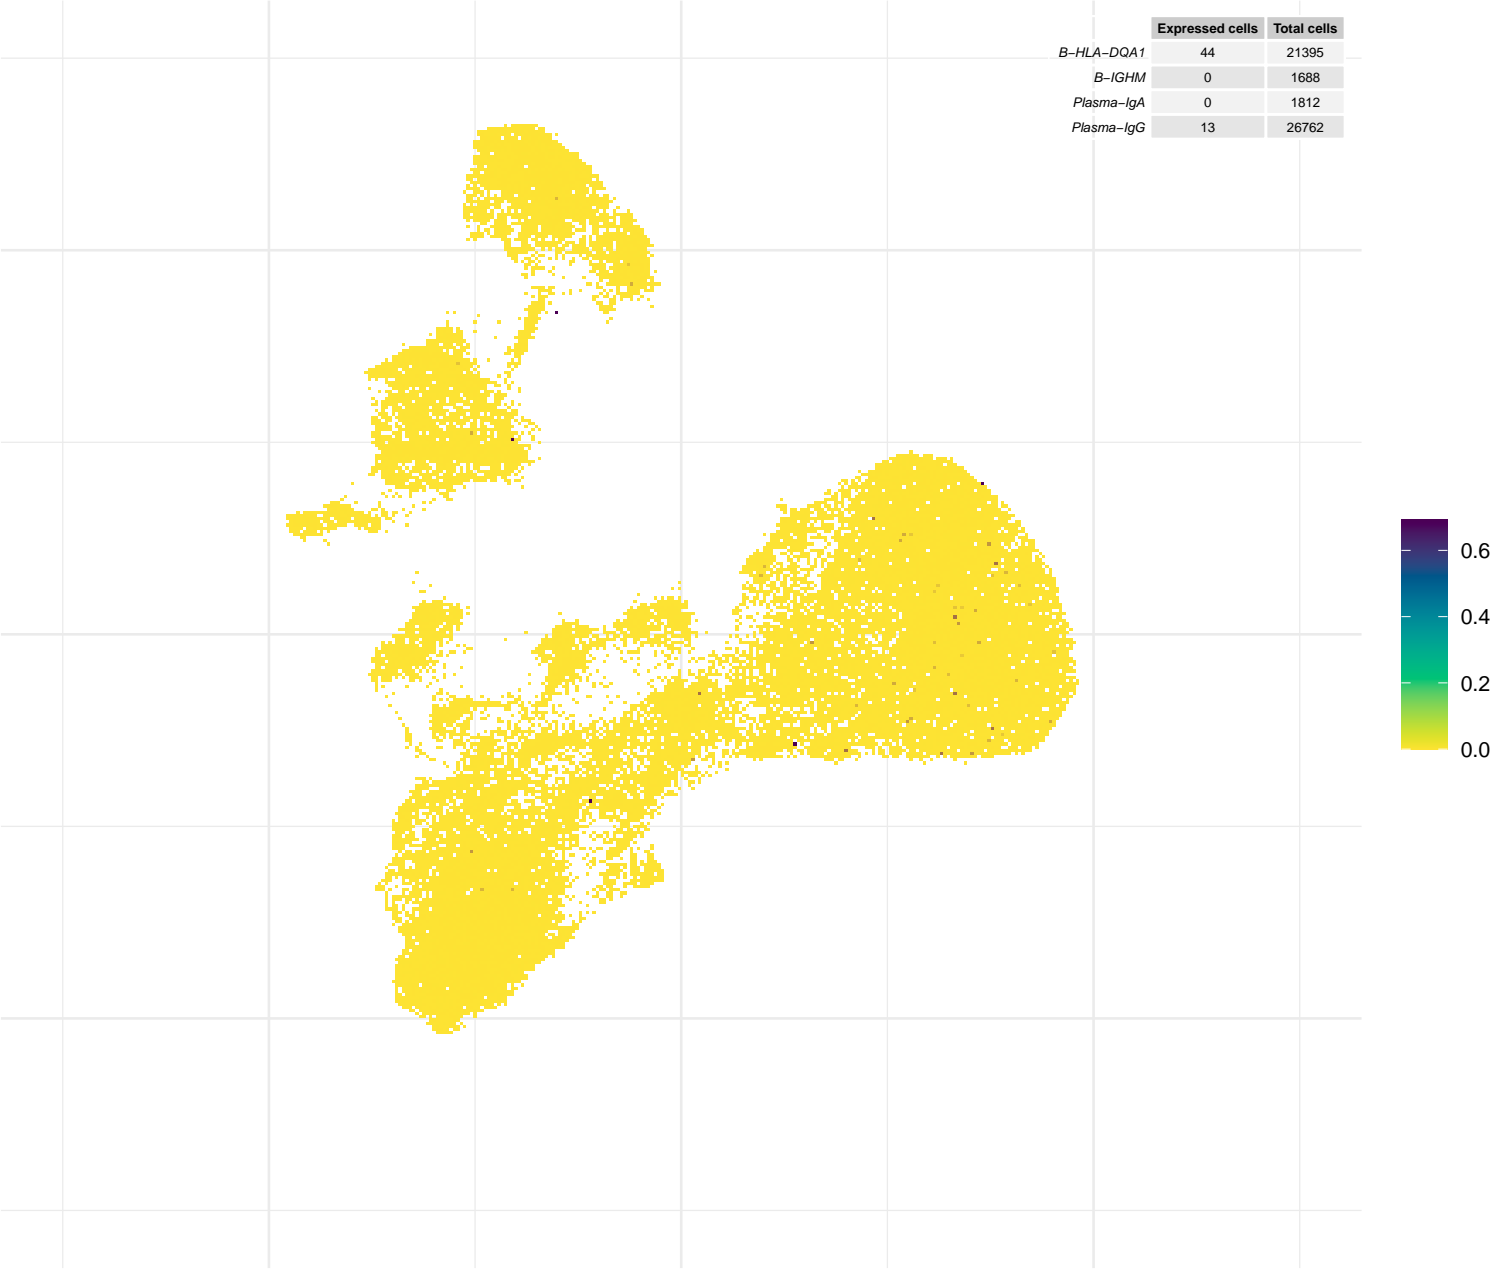 Expressed cells Total cells
B−HLA−DQA1 44 21395
B−IGHM 0 1688
Plasma−IgA 0 1812
Plasma−IgG 13 26762
0.6
0.4
0.2
0.0